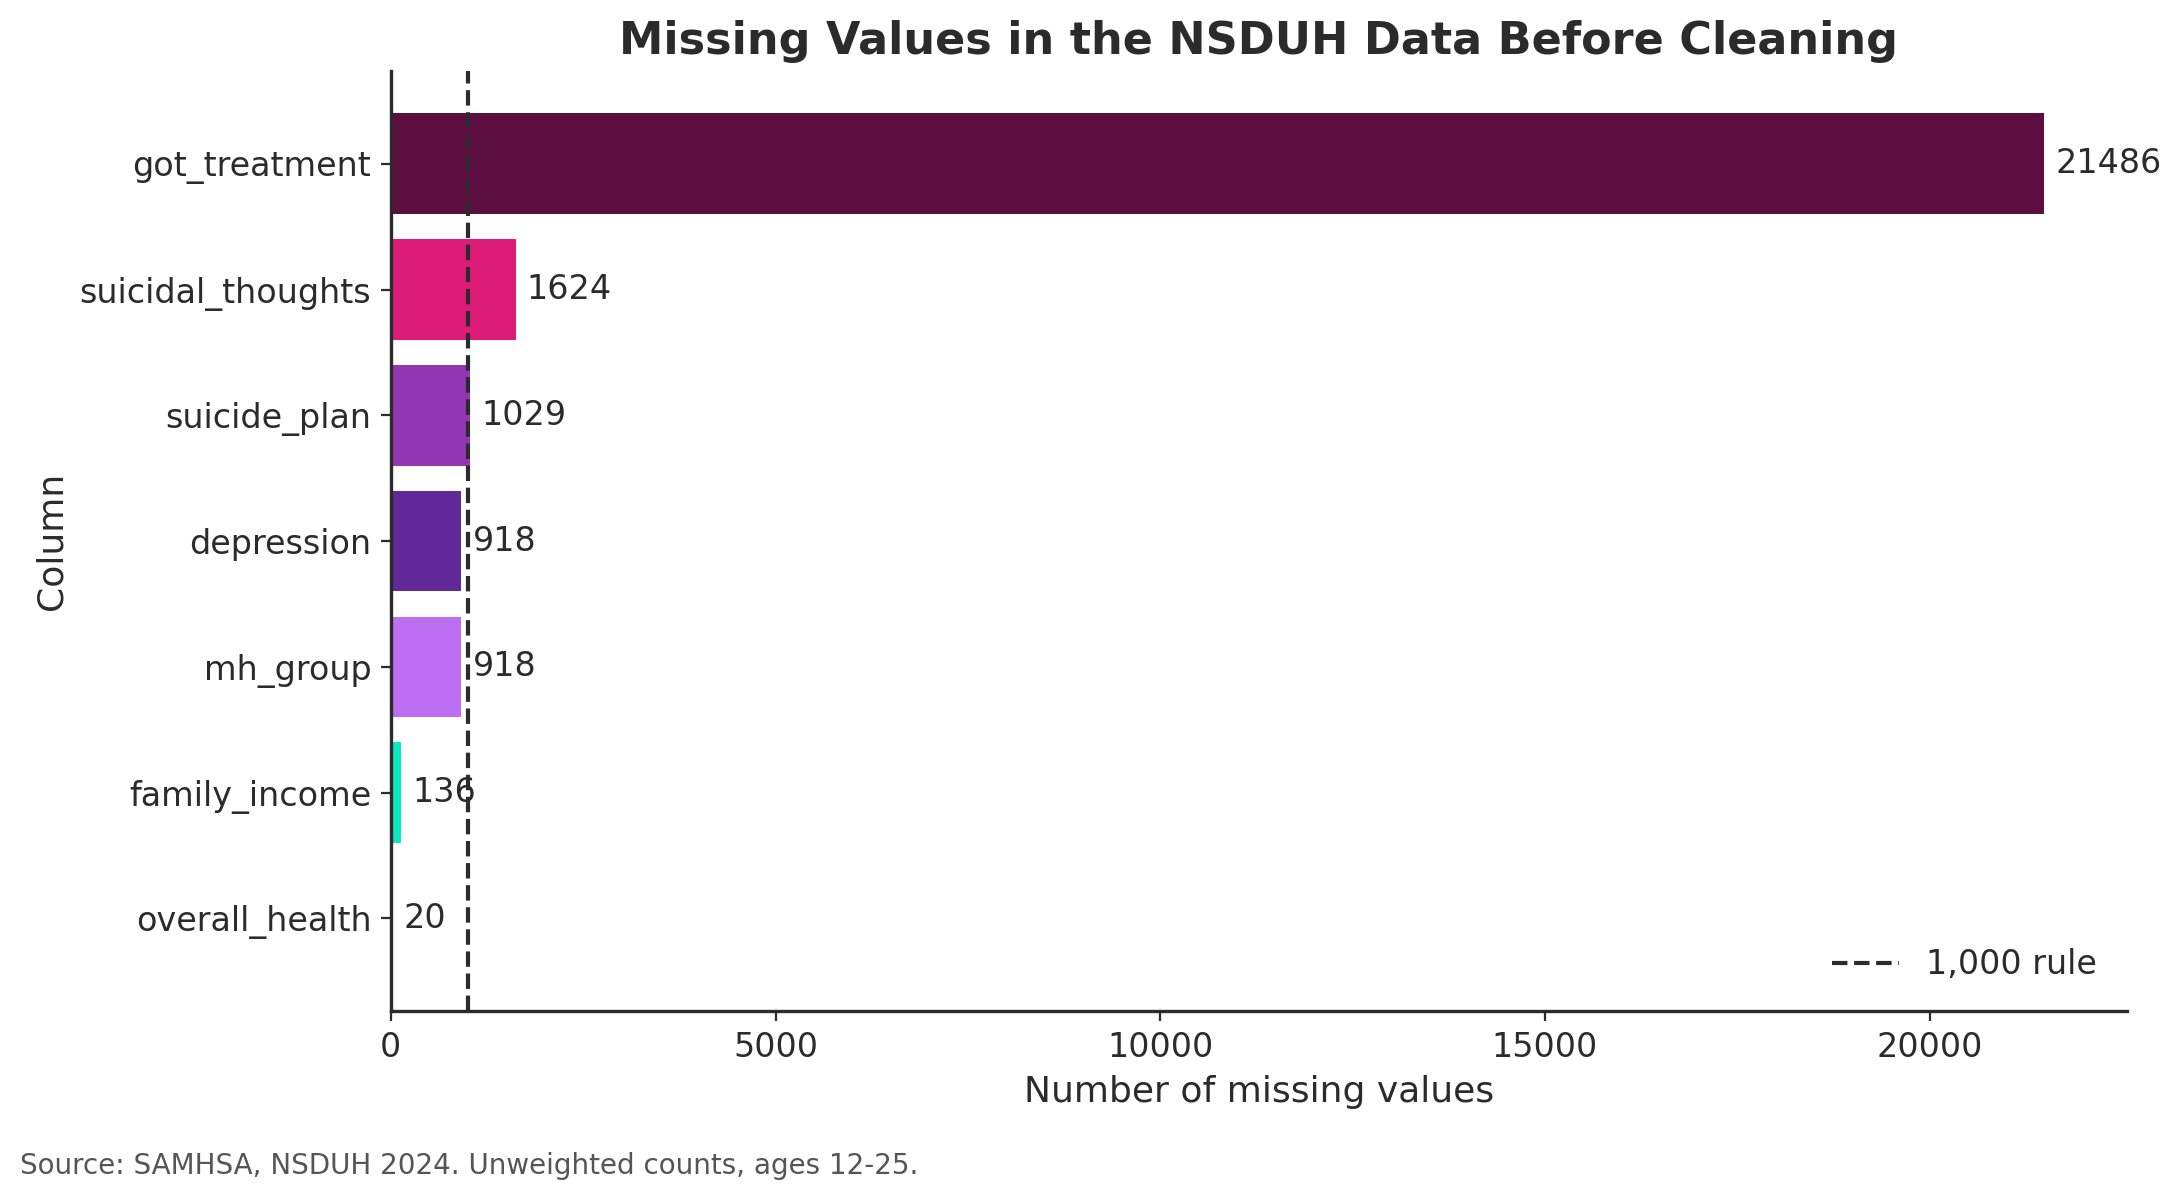 Missing Values in the NSDUH Data Before Cleaning
got_treatment 21486
suicidal_thoughts 1624
suicide_plan 1029
depression 918
mh_group 918
family_income 136
overall_health 20
Column
1,000 rule
0 5000 10000 15000 20000
Number of missing values
Source: SAMHSA, NSDUH 2024. Unweighted counts, ages 12-25.